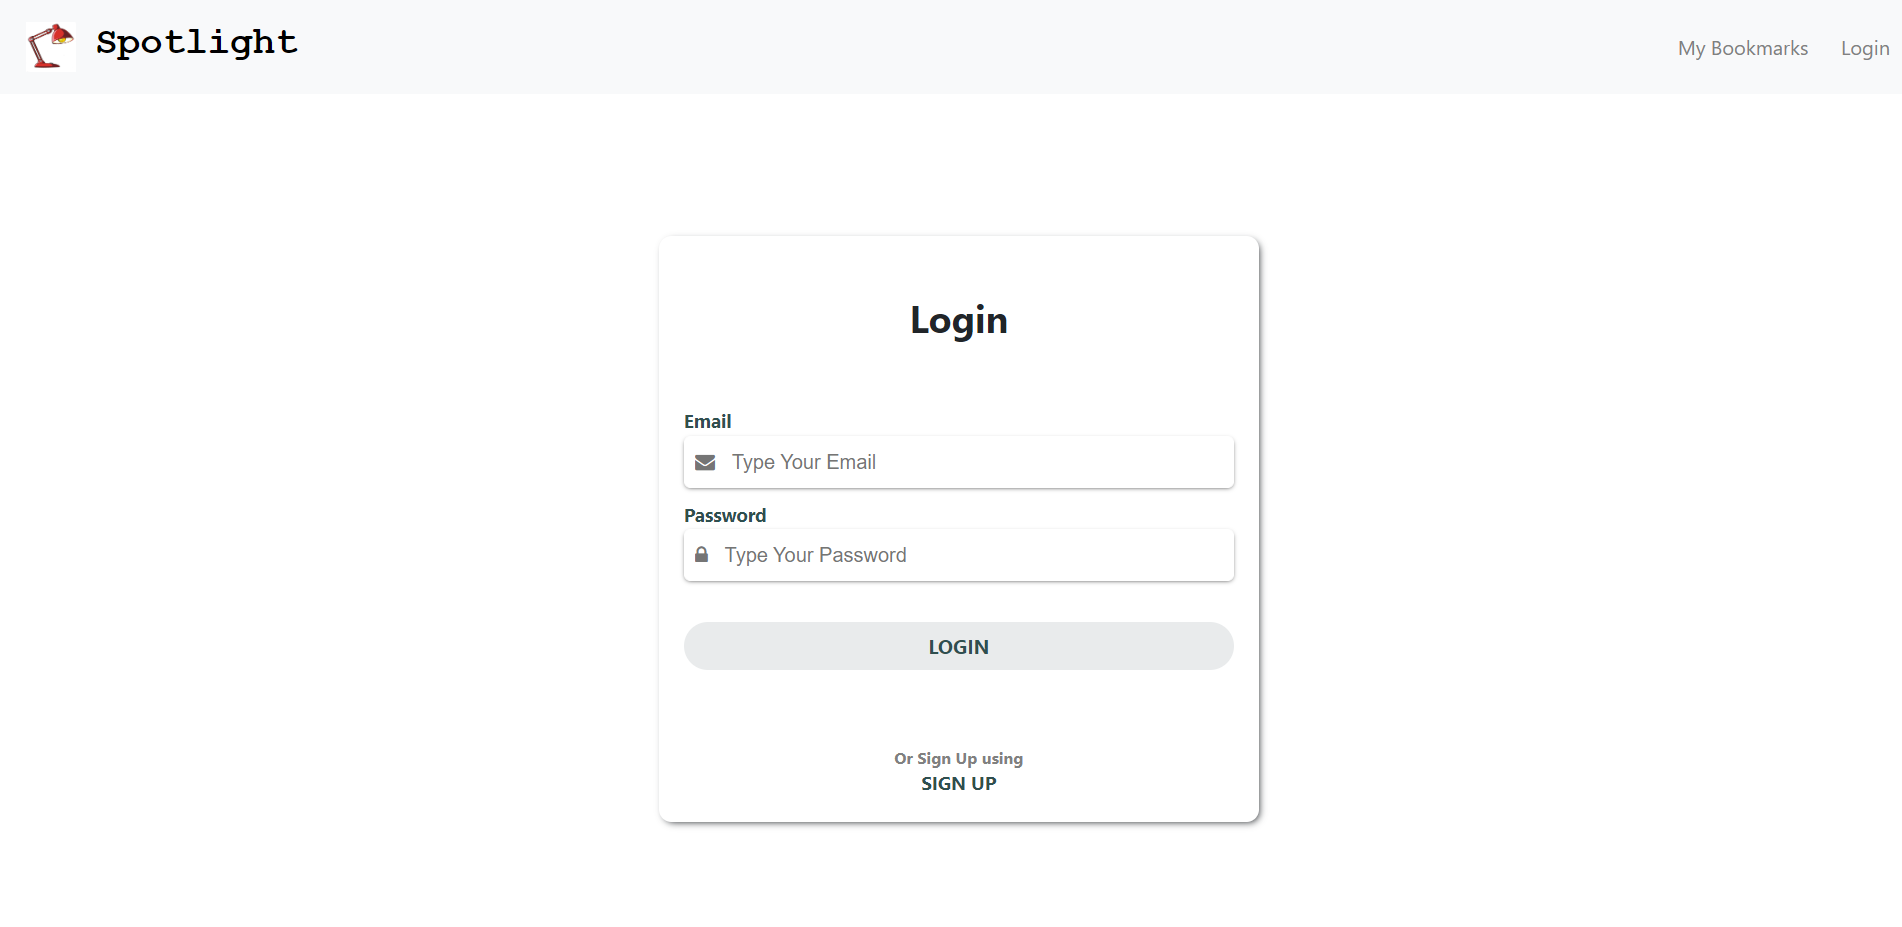 Spotlight
My Bookmarks
Login
Login
Email
Type Your Email
Password
Type Your Password
LOGIN
Or Sign Up using
SIGN UP